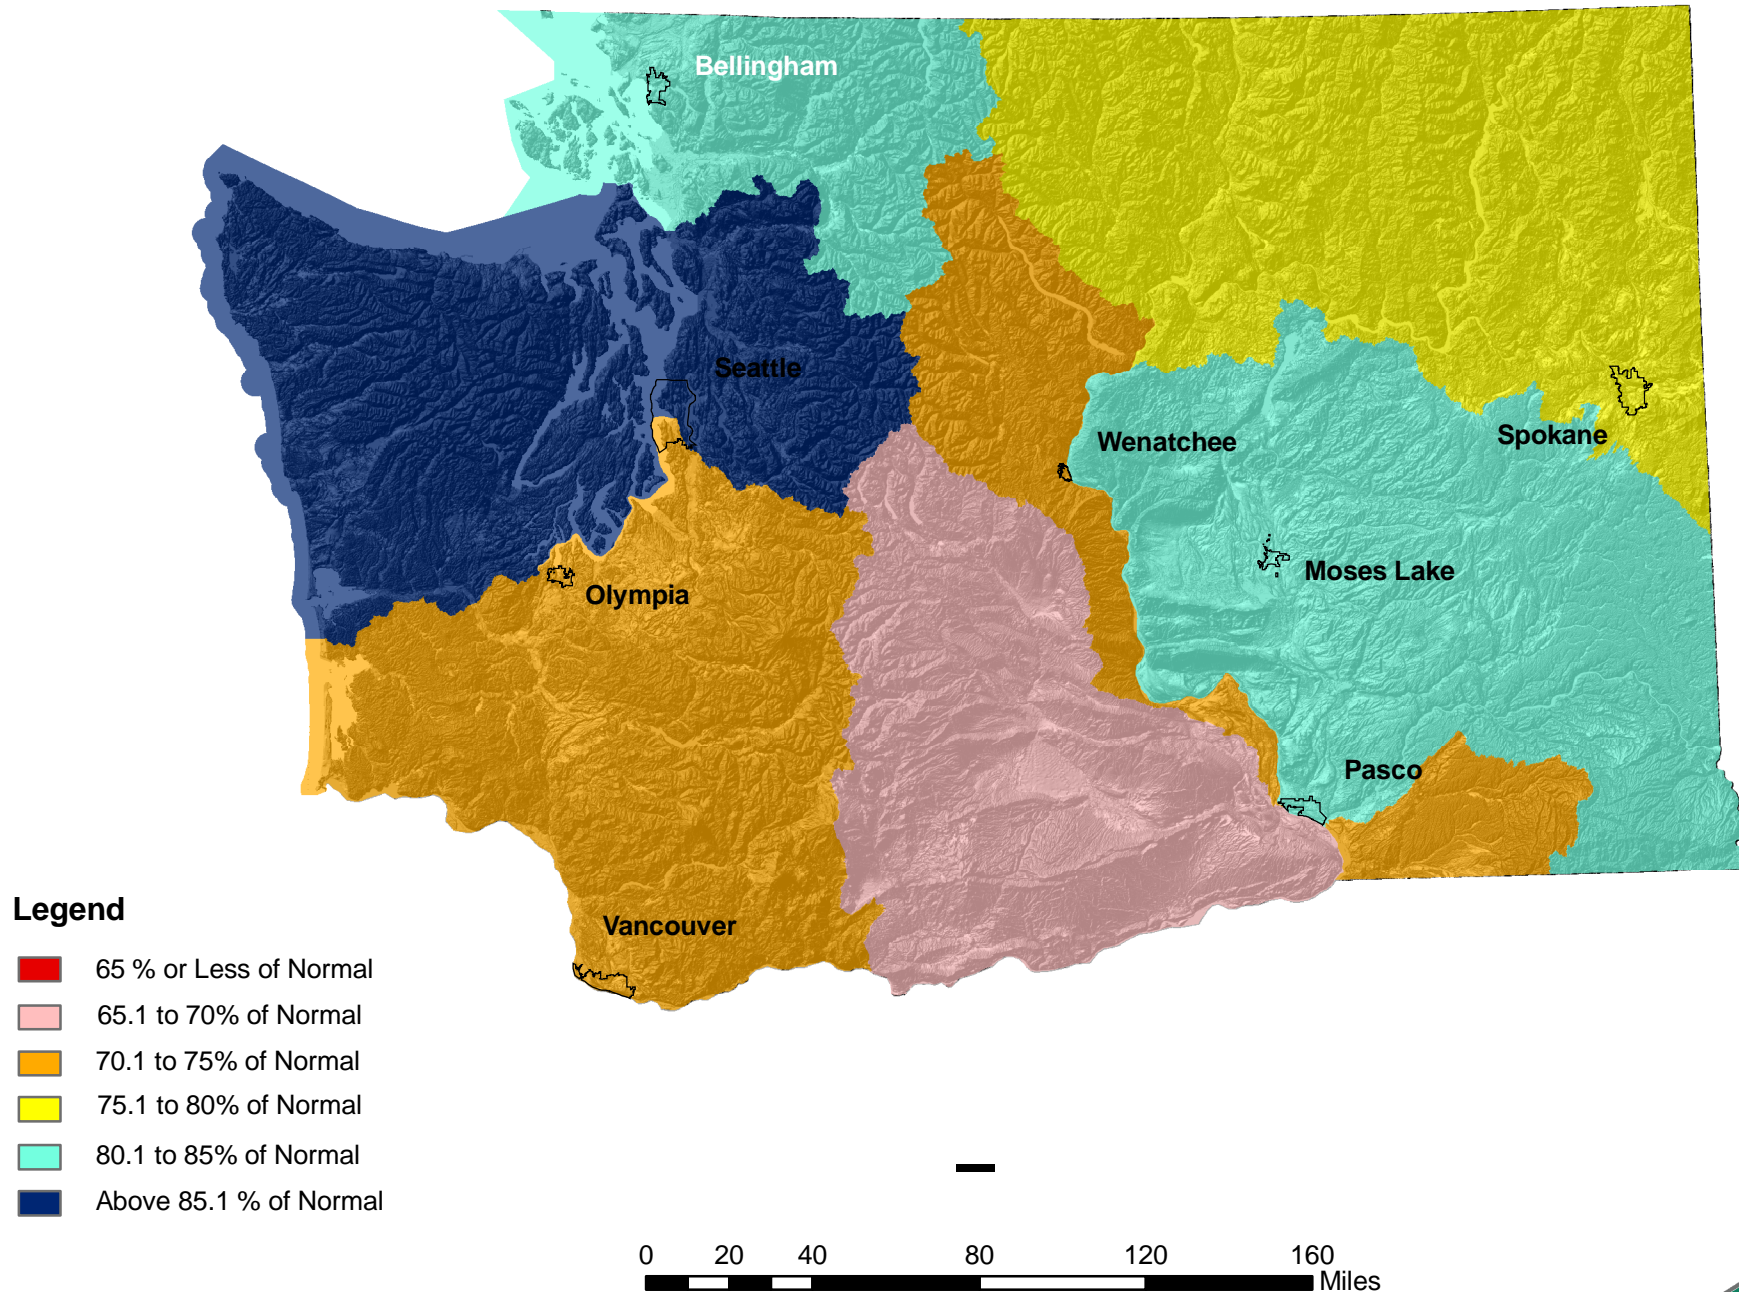 Bellingham
Seattle
Wenatchee
Spokane
Moses Lake
Olympia
Pasco
Vancouver
Legend
65 % or Less of Normal
65.1 to 70% of Normal
70.1 to 75% of Normal
75.1 to 80% of Normal
80.1 to 85% of Normal
Above 85.1 % of Normal
0 20 40 80 120 160
Miles